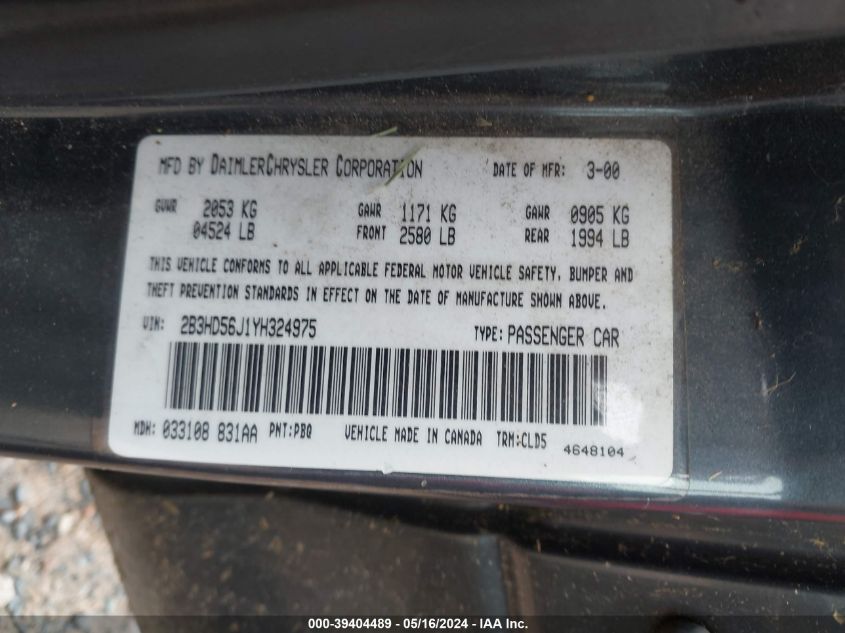 MFD BY DAIMLERCHRYSLER CORPORATION DATE OF MFR: 3-00
GVWR 2053 KG GAWR 1171 KG GAWR 0905 KG
04524 LB FRONT 2580 LB REAR 1994 LB
THIS VEHICLE CONFORMS TO ALL APPLICABLE FEDERAL MOTOR VEHICLE SAFETY, BUMPER AND
THEFT PREVENTION STANDARDS IN EFFECT ON THE DATE OF MANUFACTURE SHOWN ABOVE.
VIN: 2B3HD56J1YH324975 TYPE: PASSENGER CAR
MDH: 033108 831AA PNT:PBQ VEHICLE MADE IN CANADA TRM:CLD5
4648104
000-39404489 - 05/16/2024 - IAA Inc.